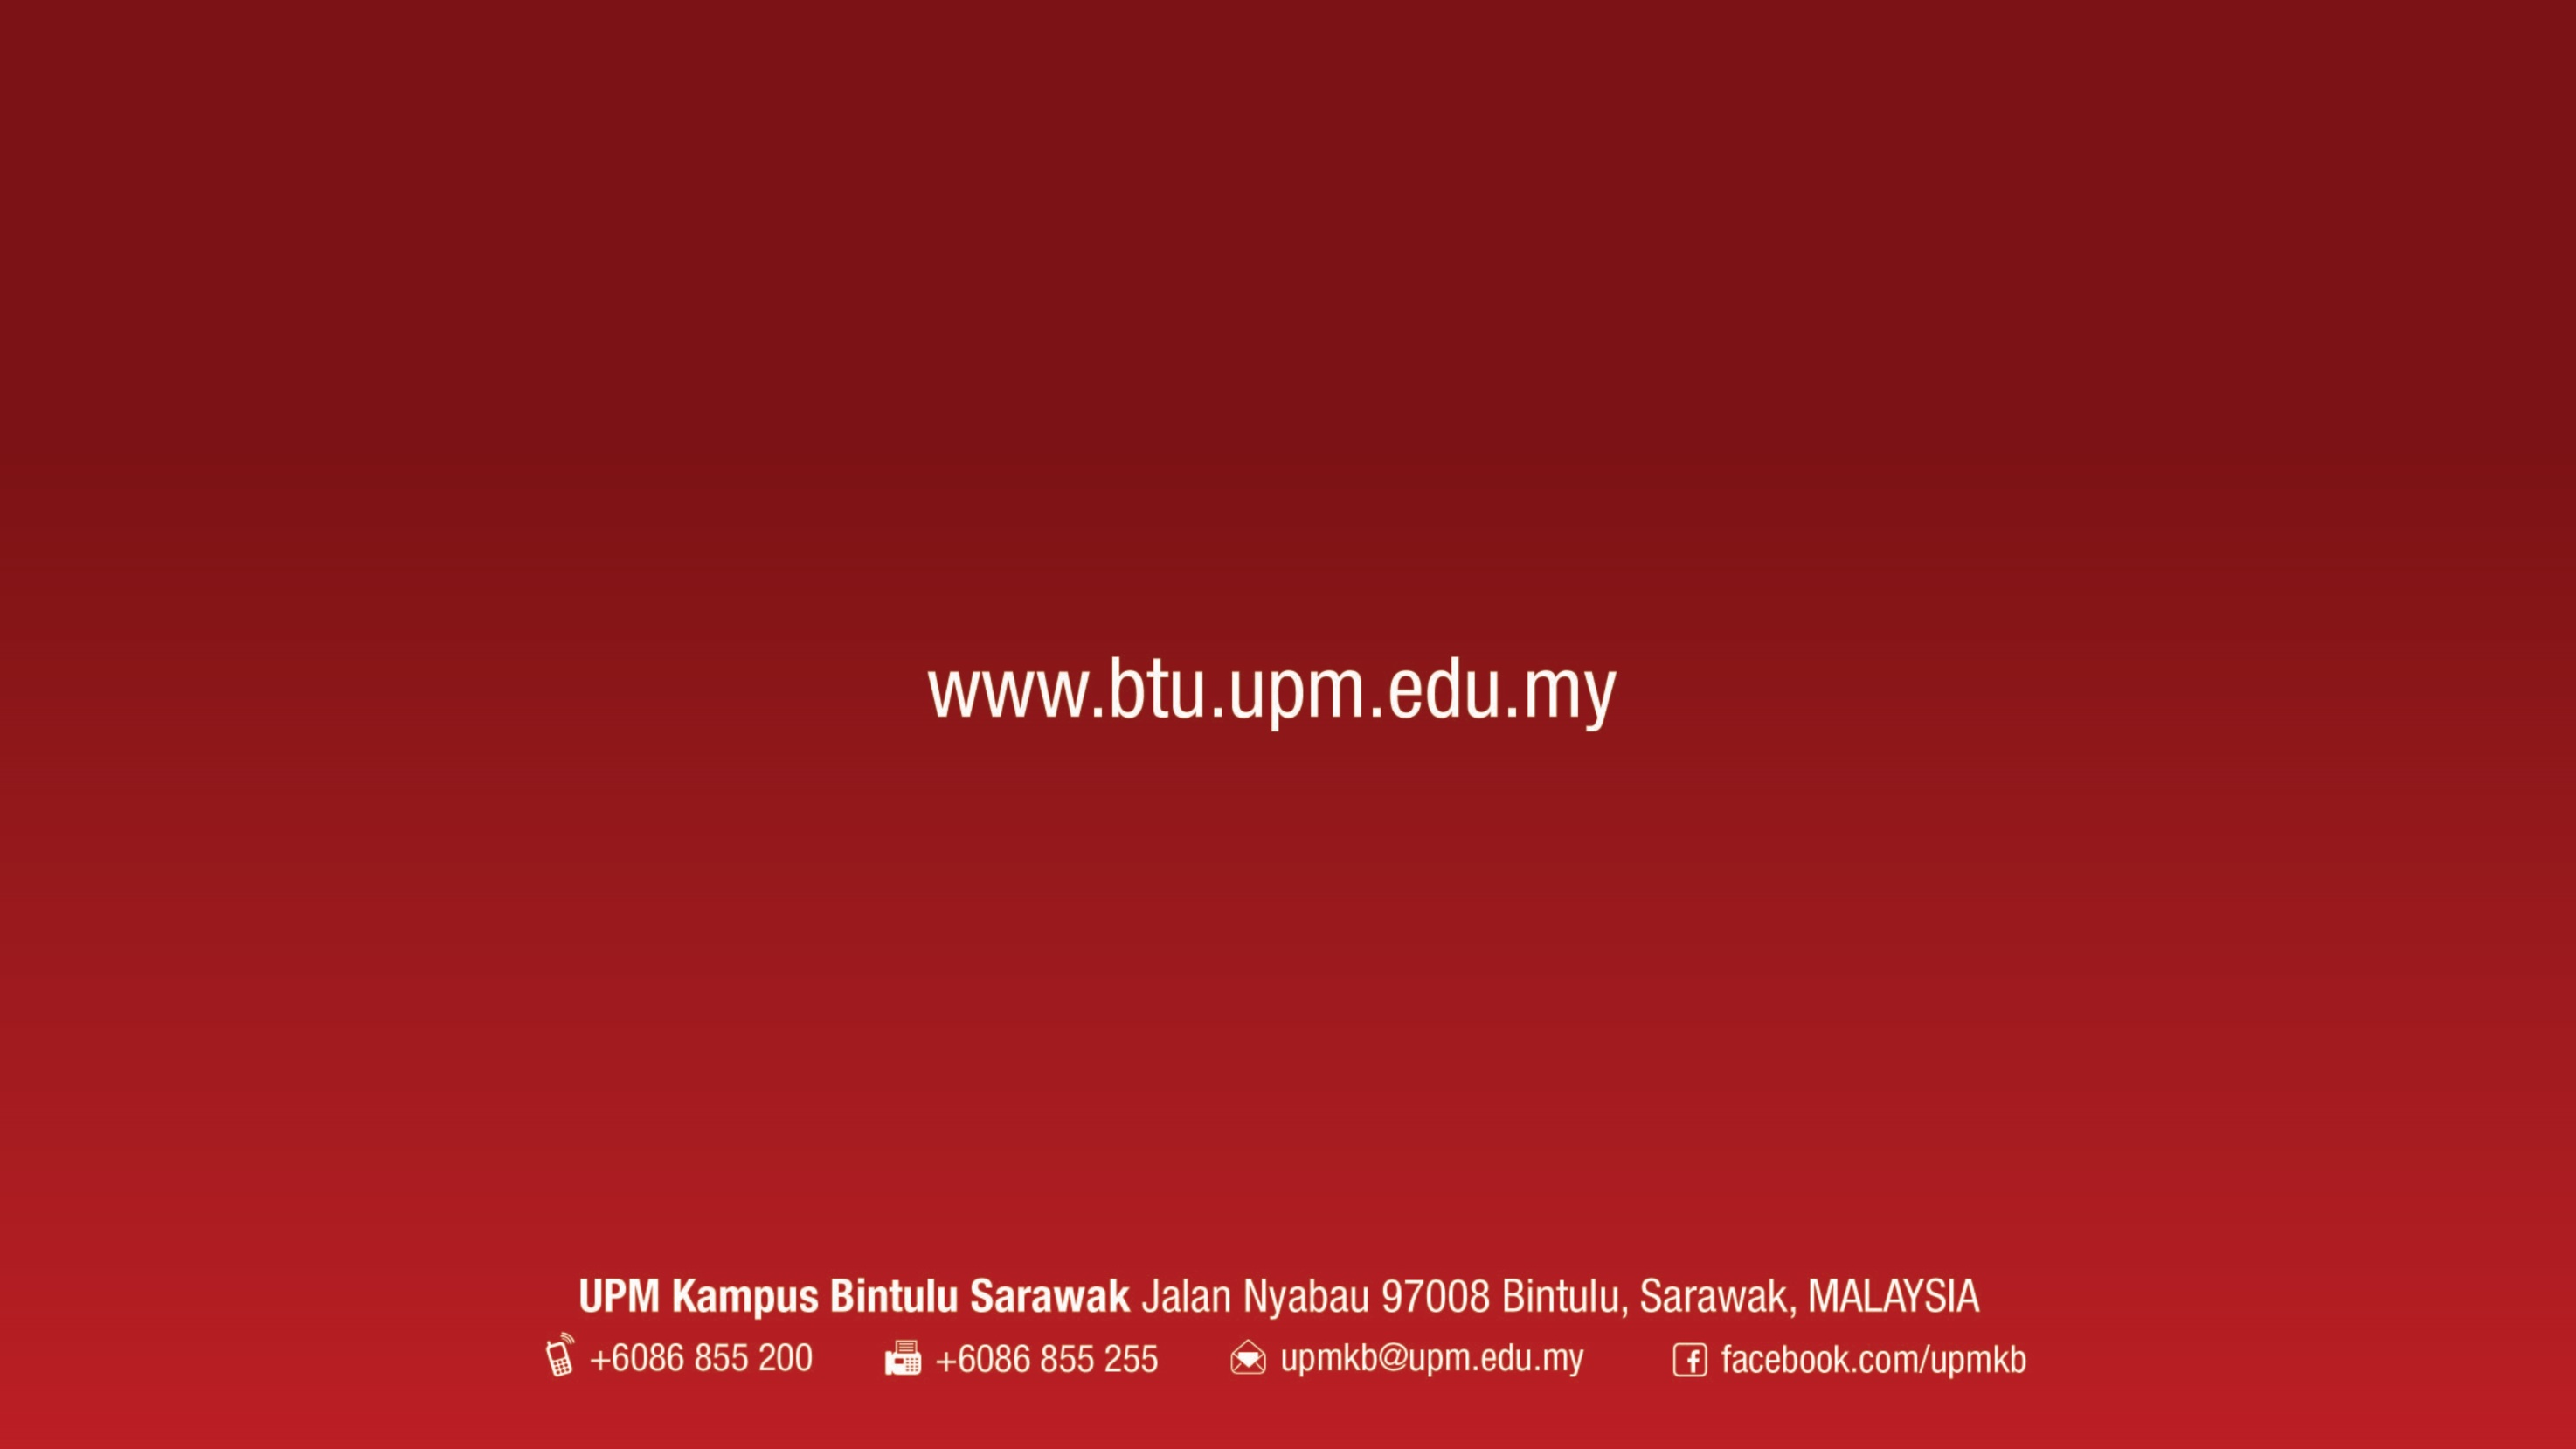 www.btu.upm.edu.my
UPM Kampus Bintulu Sarawak Jalan Nyabau 97008 Bintulu, Sarawak, MALAYSIA
+6086 855 200 +6086 855 255 upmkb@upm.edu.my facebook.com/upmkb